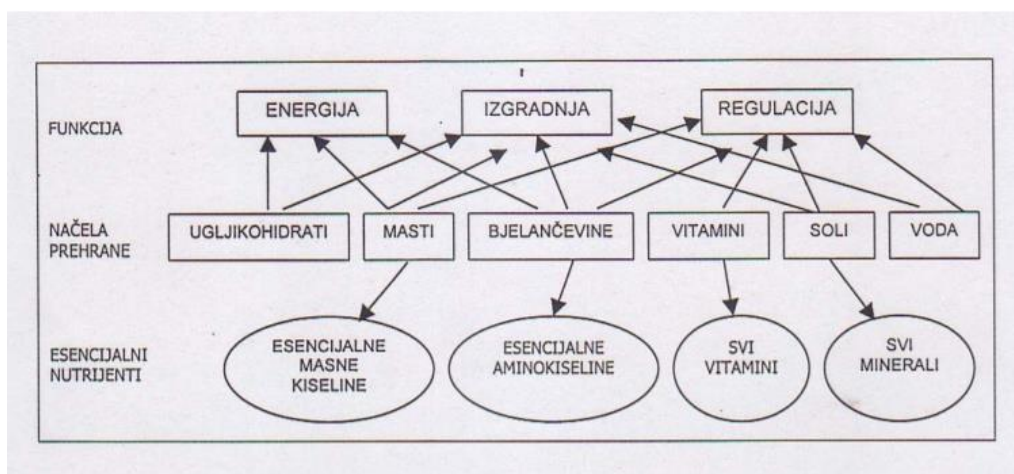 ENERGIJA
IZGRADNJA
REGULACIJA
FUNKCIJA
NAČELA
PREHRANE
UGLJIKOHIDRATI
MASTI
BJELANČEVINE
VITAMINI
SOLI
VODA
ESENCIJALNI
NUTRIJENTI
ESENCIJALNE
MASNE
KISELINE
ESENCIJALNE
AMINOKISELINE
SVI
VITAMINI
SVI
MINERALI